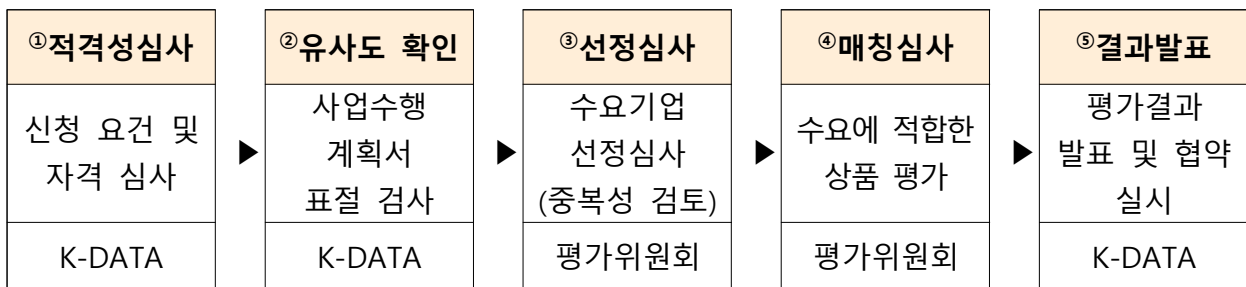 ①적격성심사
신청 요건 및
자격 심사
K-DATA
▶
②유사도 확인
사업수행
계획서
표절 검사
K-DATA
▶
③선정심사
수요기업
선정심사
(중복성 검토)
평가위원회
▶
④매칭심사
수요에 적합한
상품 평가
평가위원회
▶
⑤결과발표
평가결과
발표 및 협약
실시
K-DATA